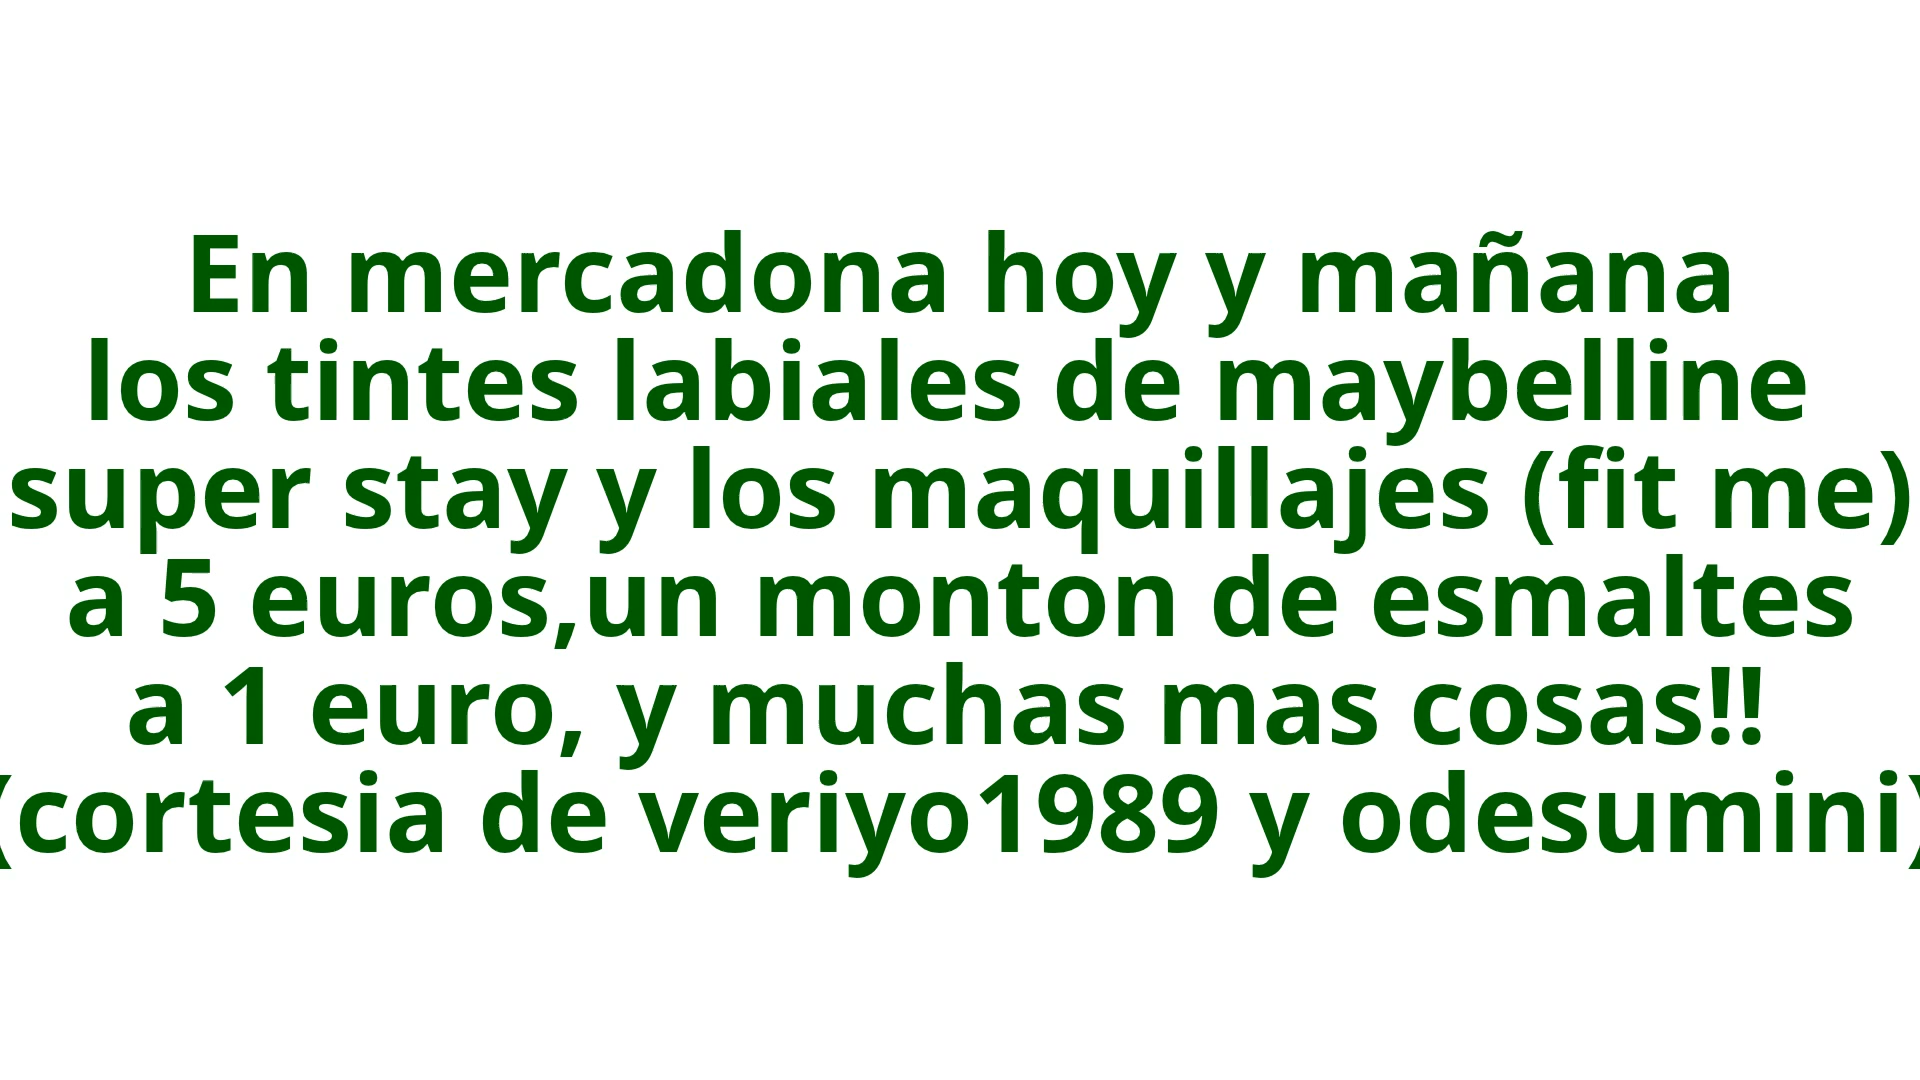 En mercadona hoy y mañana
los tintes labiales de maybelline
super stay y los maquillajes (fit me)
a 5 euros,un monton de esmaltes
a 1 euro, y muchas mas cosas!!
(cortesia de veriyo1989 y odesumini)